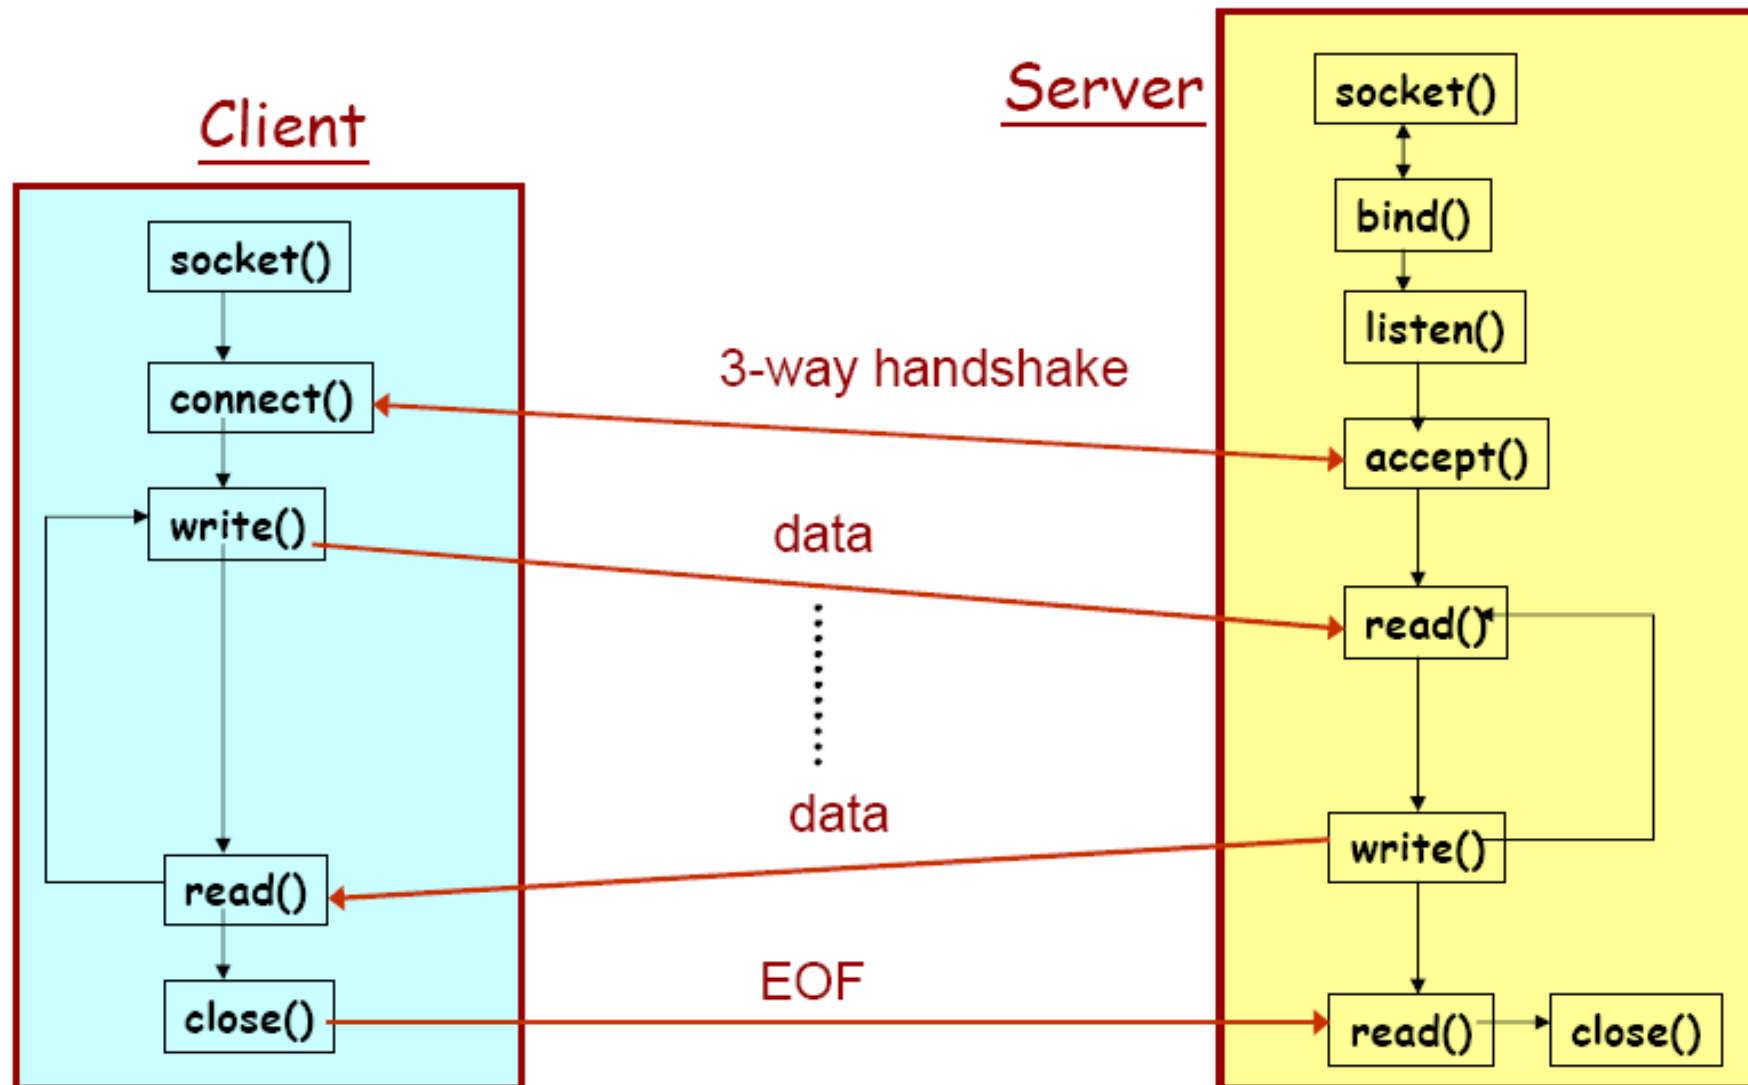 Client
socket()
connect()
write()
read()
close()
3-way handshake
data
data
EOF
Server
socket()
bind()
listen()
accept()
read()
write()
read()
close()